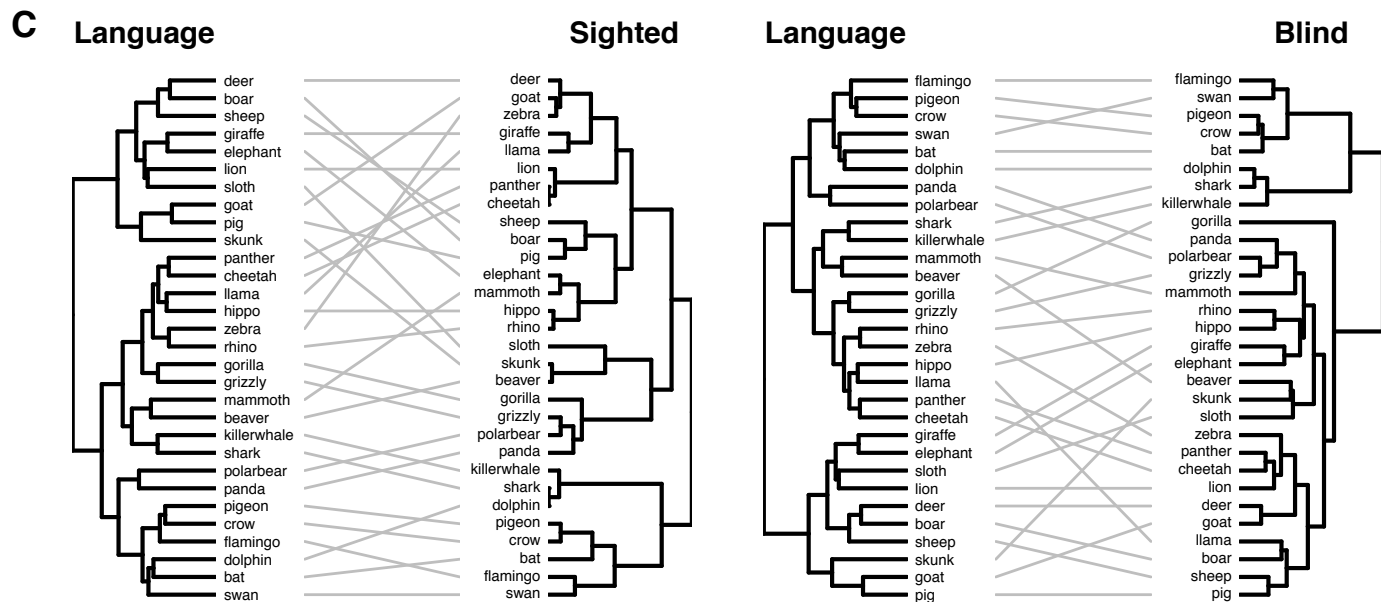 C
Language Sighted Language Blind
deer deer flamingo flamingo
boar goat pigeon swan
sheep zebra crow pigeon
giraffe giraffe swan crow
elephant llama bat bat
lion lion dolphin dolphin
sloth panther panda shark
goat cheetah polarbear killerwhale
pig sheep shark gorilla
skunk boar killerwhale panda
panther pig mammoth polarbear
cheetah elephant beaver grizzly
llama mammoth gorilla mammoth
hippo hippo grizzly rhino
zebra rhino rhino hippo
rhino sloth zebra giraffe
gorilla skunk hippo elephant
grizzly beaver llama beaver
mammoth gorilla panther skunk
beaver grizzly cheetah sloth
killerwhale polarbear giraffe zebra
shark panda elephant panther
polarbear killerwhale sloth cheetah
panda shark lion lion
pigeon dolphin deer deer
crow pigeon boar goat
flamingo crow sheep llama
dolphin bat skunk boar
bat flamingo goat sheep
swan swan pig pig